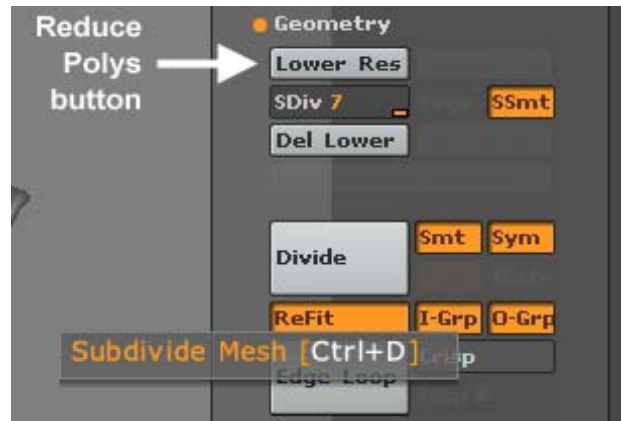 Reduce
Polys
button
Geometry
Lower Res
SDiv 7
SSmt
Del Lower
Divide
Smt Sym
ReFit
I-Grp O-Grp
Subdivide Mesh [Ctrl+D]
Crisp
Edge Loop